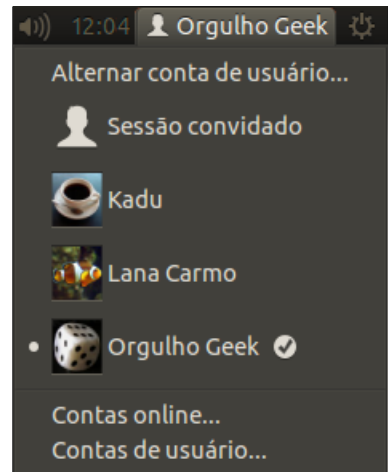 12:04 Orgulho Geek
Alternar conta de usuário...
Sessão convidado
Kadu
Lana Carmo
Orgulho Geek
Contas online...
Contas de usuário...